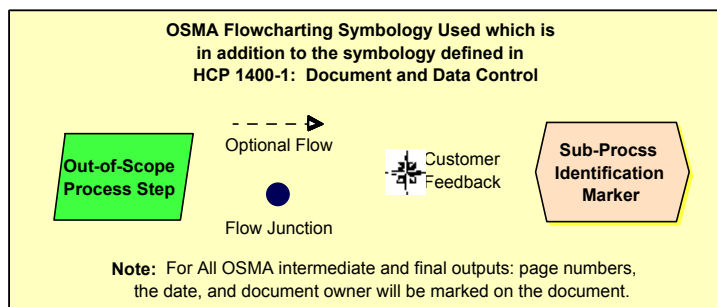 OSMA Flowcharting Symbology Used which is
in addition to the symbology defined in
HCP 1400-1:  Document and Data Control
Out-of-Scope
Process Step
Optional Flow
Flow Junction
Customer
Feedback
Sub-Procss
Identification
Marker
Note:  For All OSMA intermediate and final outputs: page numbers,
the date, and document owner will be marked on the document.